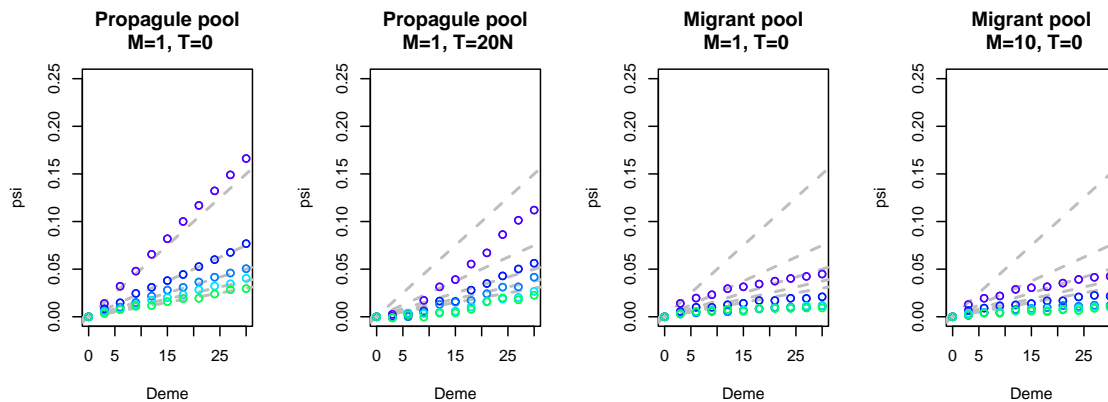 Propagule pool
M=1, T=0
psi
0.00 0.05 0.10 0.15 0.20 0.25
0 5 15 25
Deme
Propagule pool
M=1, T=20N
psi
0.00 0.05 0.10 0.15 0.20 0.25
0 5 15 25
Deme
Migrant pool
M=1, T=0
psi
0.00 0.05 0.10 0.15 0.20 0.25
0 5 15 25
Deme
Migrant pool
M=10, T=0
psi
0.00 0.05 0.10 0.15 0.20 0.25
0 5 15 25
Deme